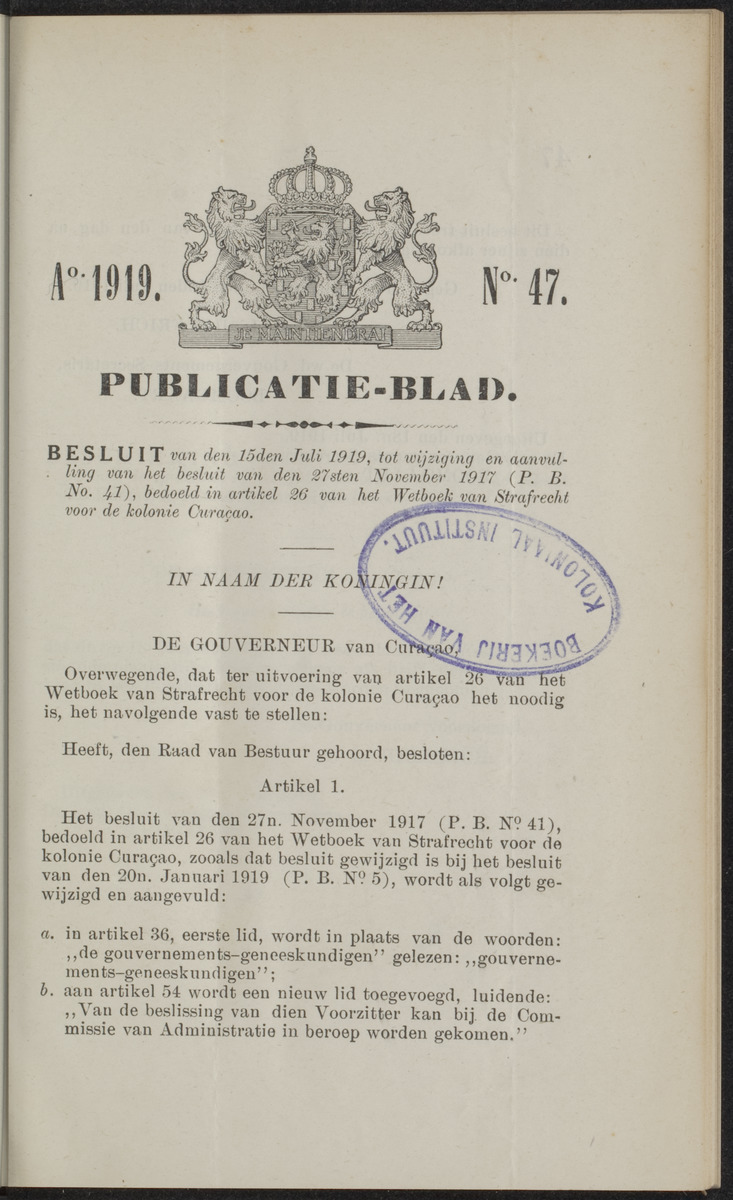 Aº. 1919.
Nº. 47.
JE MAINTIENDRAI
PUBLICATIE-BLAD.
BESLUIT van den 15den Juli 1919, tot wijziging en aanvul-
ling van het besluit van den 27sten November 1917 (P. B.
No. 41), bedoeld in artikel 26 van het Wetboek van Strafrecht
voor de kolonie Curaçao.
BOEKERIJ VAN HET
KOLONIAAL INSTITUUT.
IN NAAM DER KONINGIN!
DE GOUVERNEUR van Curaçao,
Overwegende, dat ter uitvoering van artikel 26 van het
Wetboek van Strafrecht voor de kolonie Curaçao het noodig
is, het navolgende vast te stellen:
Heeft, den Raad van Bestuur gehoord, besloten:
Artikel 1.
Het besluit van den 27n. November 1917 (P. B. Nº 41),
bedoeld in artikel 26 van het Wetboek van Strafrecht voor de
kolonie Curaçao, zooals dat besluit gewijzigd is bij het besluit
van den 20n. Januari 1919 (P. B. Nº 5), wordt als volgt ge-
wijzigd en aangevuld:
a. in artikel 36, eerste lid, wordt in plaats van de woorden:
,,de gouvernements-geneeskundigen'' gelezen: ,,gouverne-
ments-geneeskundigen'';
b. aan artikel 54 wordt een nieuw lid toegevoegd, luidende:
,,Van de beslissing van dien Voorzitter kan bij de Com-
missie van Administratie in beroep worden gekomen.''